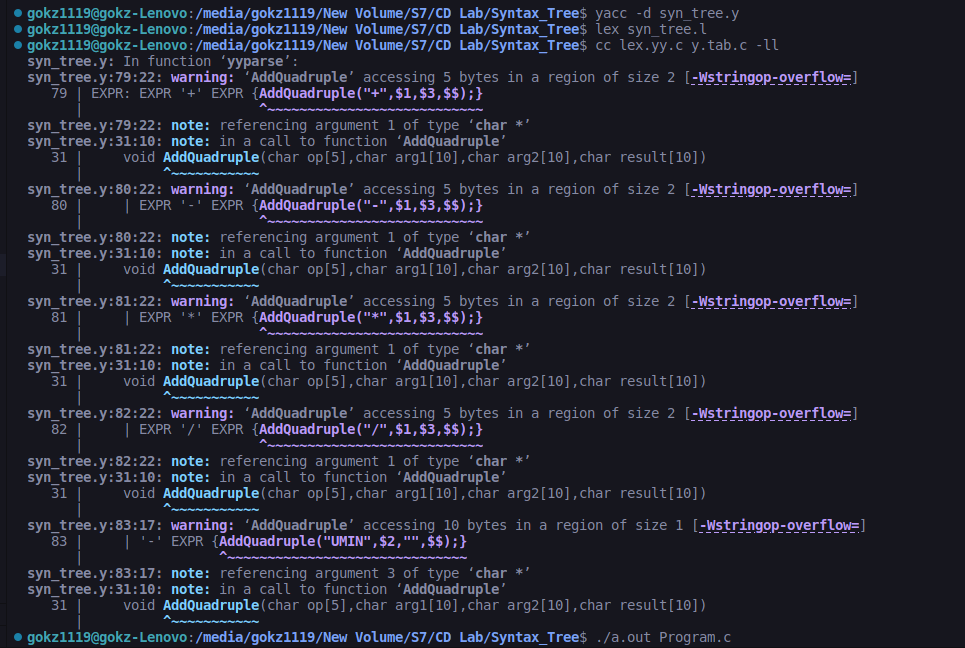 gokz1119@gokz-Lenovo:/media/gokz1119/New Volume/S7/CD Lab/Syntax_Tree$ yacc -d syn_tree.y
gokz1119@gokz-Lenovo:/media/gokz1119/New Volume/S7/CD Lab/Syntax_Tree$ lex syn_tree.l
gokz1119@gokz-Lenovo:/media/gokz1119/New Volume/S7/CD Lab/Syntax_Tree$ cc lex.yy.c y.tab.c -ll
syn_tree.y: In function ‘yyparse’:
syn_tree.y:79:22: warning: ‘AddQuadruple’ accessing 5 bytes in a region of size 2 [-Wstringop-overflow=]
   79 | EXPR: EXPR '+' EXPR {AddQuadruple("+",$1,$3,$$);}
      |                      ^~~~~~~~~~~~~~~~~~~~~~~~~~~
syn_tree.y:79:22: note: referencing argument 1 of type ‘char *’
syn_tree.y:31:10: note: in a call to function ‘AddQuadruple’
   31 |     void AddQuadruple(char op[5],char arg1[10],char arg2[10],char result[10])
      |          ^~~~~~~~~~~~
syn_tree.y:80:22: warning: ‘AddQuadruple’ accessing 5 bytes in a region of size 2 [-Wstringop-overflow=]
   80 |     | EXPR '-' EXPR {AddQuadruple("-",$1,$3,$$);}
      |                      ^~~~~~~~~~~~~~~~~~~~~~~~~~~
syn_tree.y:80:22: note: referencing argument 1 of type ‘char *’
syn_tree.y:31:10: note: in a call to function ‘AddQuadruple’
   31 |     void AddQuadruple(char op[5],char arg1[10],char arg2[10],char result[10])
      |          ^~~~~~~~~~~~
syn_tree.y:81:22: warning: ‘AddQuadruple’ accessing 5 bytes in a region of size 2 [-Wstringop-overflow=]
   81 |     | EXPR '*' EXPR {AddQuadruple("*",$1,$3,$$);}
      |                      ^~~~~~~~~~~~~~~~~~~~~~~~~~~
syn_tree.y:81:22: note: referencing argument 1 of type ‘char *’
syn_tree.y:31:10: note: in a call to function ‘AddQuadruple’
   31 |     void AddQuadruple(char op[5],char arg1[10],char arg2[10],char result[10])
      |          ^~~~~~~~~~~~
syn_tree.y:82:22: warning: ‘AddQuadruple’ accessing 5 bytes in a region of size 2 [-Wstringop-overflow=]
   82 |     | EXPR '/' EXPR {AddQuadruple("/",$1,$3,$$);}
      |                      ^~~~~~~~~~~~~~~~~~~~~~~~~~~
syn_tree.y:82:22: note: referencing argument 1 of type ‘char *’
syn_tree.y:31:10: note: in a call to function ‘AddQuadruple’
   31 |     void AddQuadruple(char op[5],char arg1[10],char arg2[10],char result[10])
      |          ^~~~~~~~~~~~
syn_tree.y:83:17: warning: ‘AddQuadruple’ accessing 10 bytes in a region of size 1 [-Wstringop-overflow=]
   83 |     | '-' EXPR {AddQuadruple("UMIN",$2,"",$$);}
      |                 ^~~~~~~~~~~~~~~~~~~~~~~~~~~~~~
syn_tree.y:83:17: note: referencing argument 3 of type ‘char *’
syn_tree.y:31:10: note: in a call to function ‘AddQuadruple’
   31 |     void AddQuadruple(char op[5],char arg1[10],char arg2[10],char result[10])
      |          ^~~~~~~~~~~~
gokz1119@gokz-Lenovo:/media/gokz1119/New Volume/S7/CD Lab/Syntax_Tree$ ./a.out Program.c